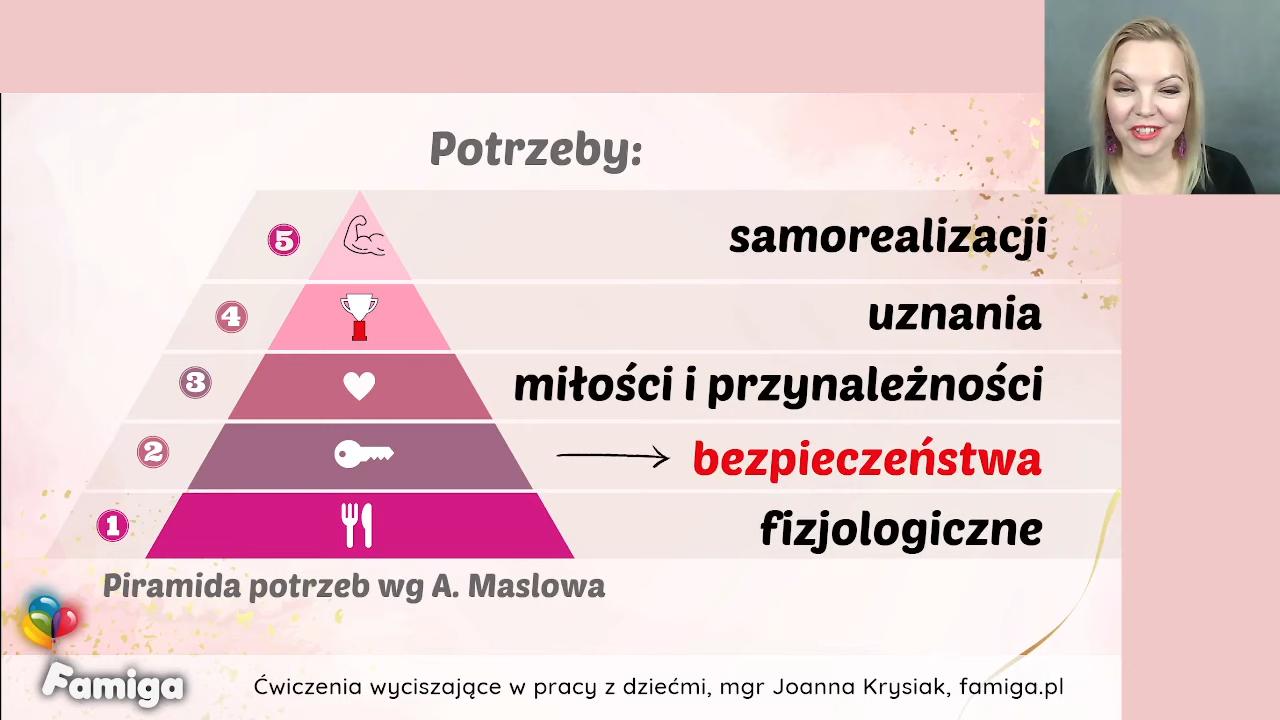 Potrzeby:
5 samorealizacji
4 uznania
3 miłości i przynależności
2 bezpieczeństwa
1 fizjologiczne
Piramida potrzeb wg A. Maslowa
Famiga
Ćwiczenia wyciszające w pracy z dziećmi, mgr Joanna Krysiak, famiga.pl